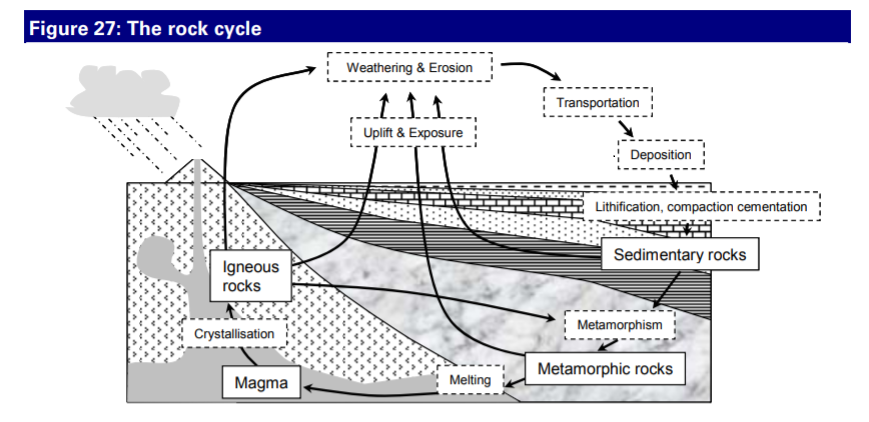 Figure 27: The rock cycle
Weathering & Erosion
Transportation
Uplift & Exposure
Deposition
Lithification, compaction cementation
Sedimentary rocks
Igneous
rocks
Metamorphism
Crystallisation
Metamorphic rocks
Melting
Magma